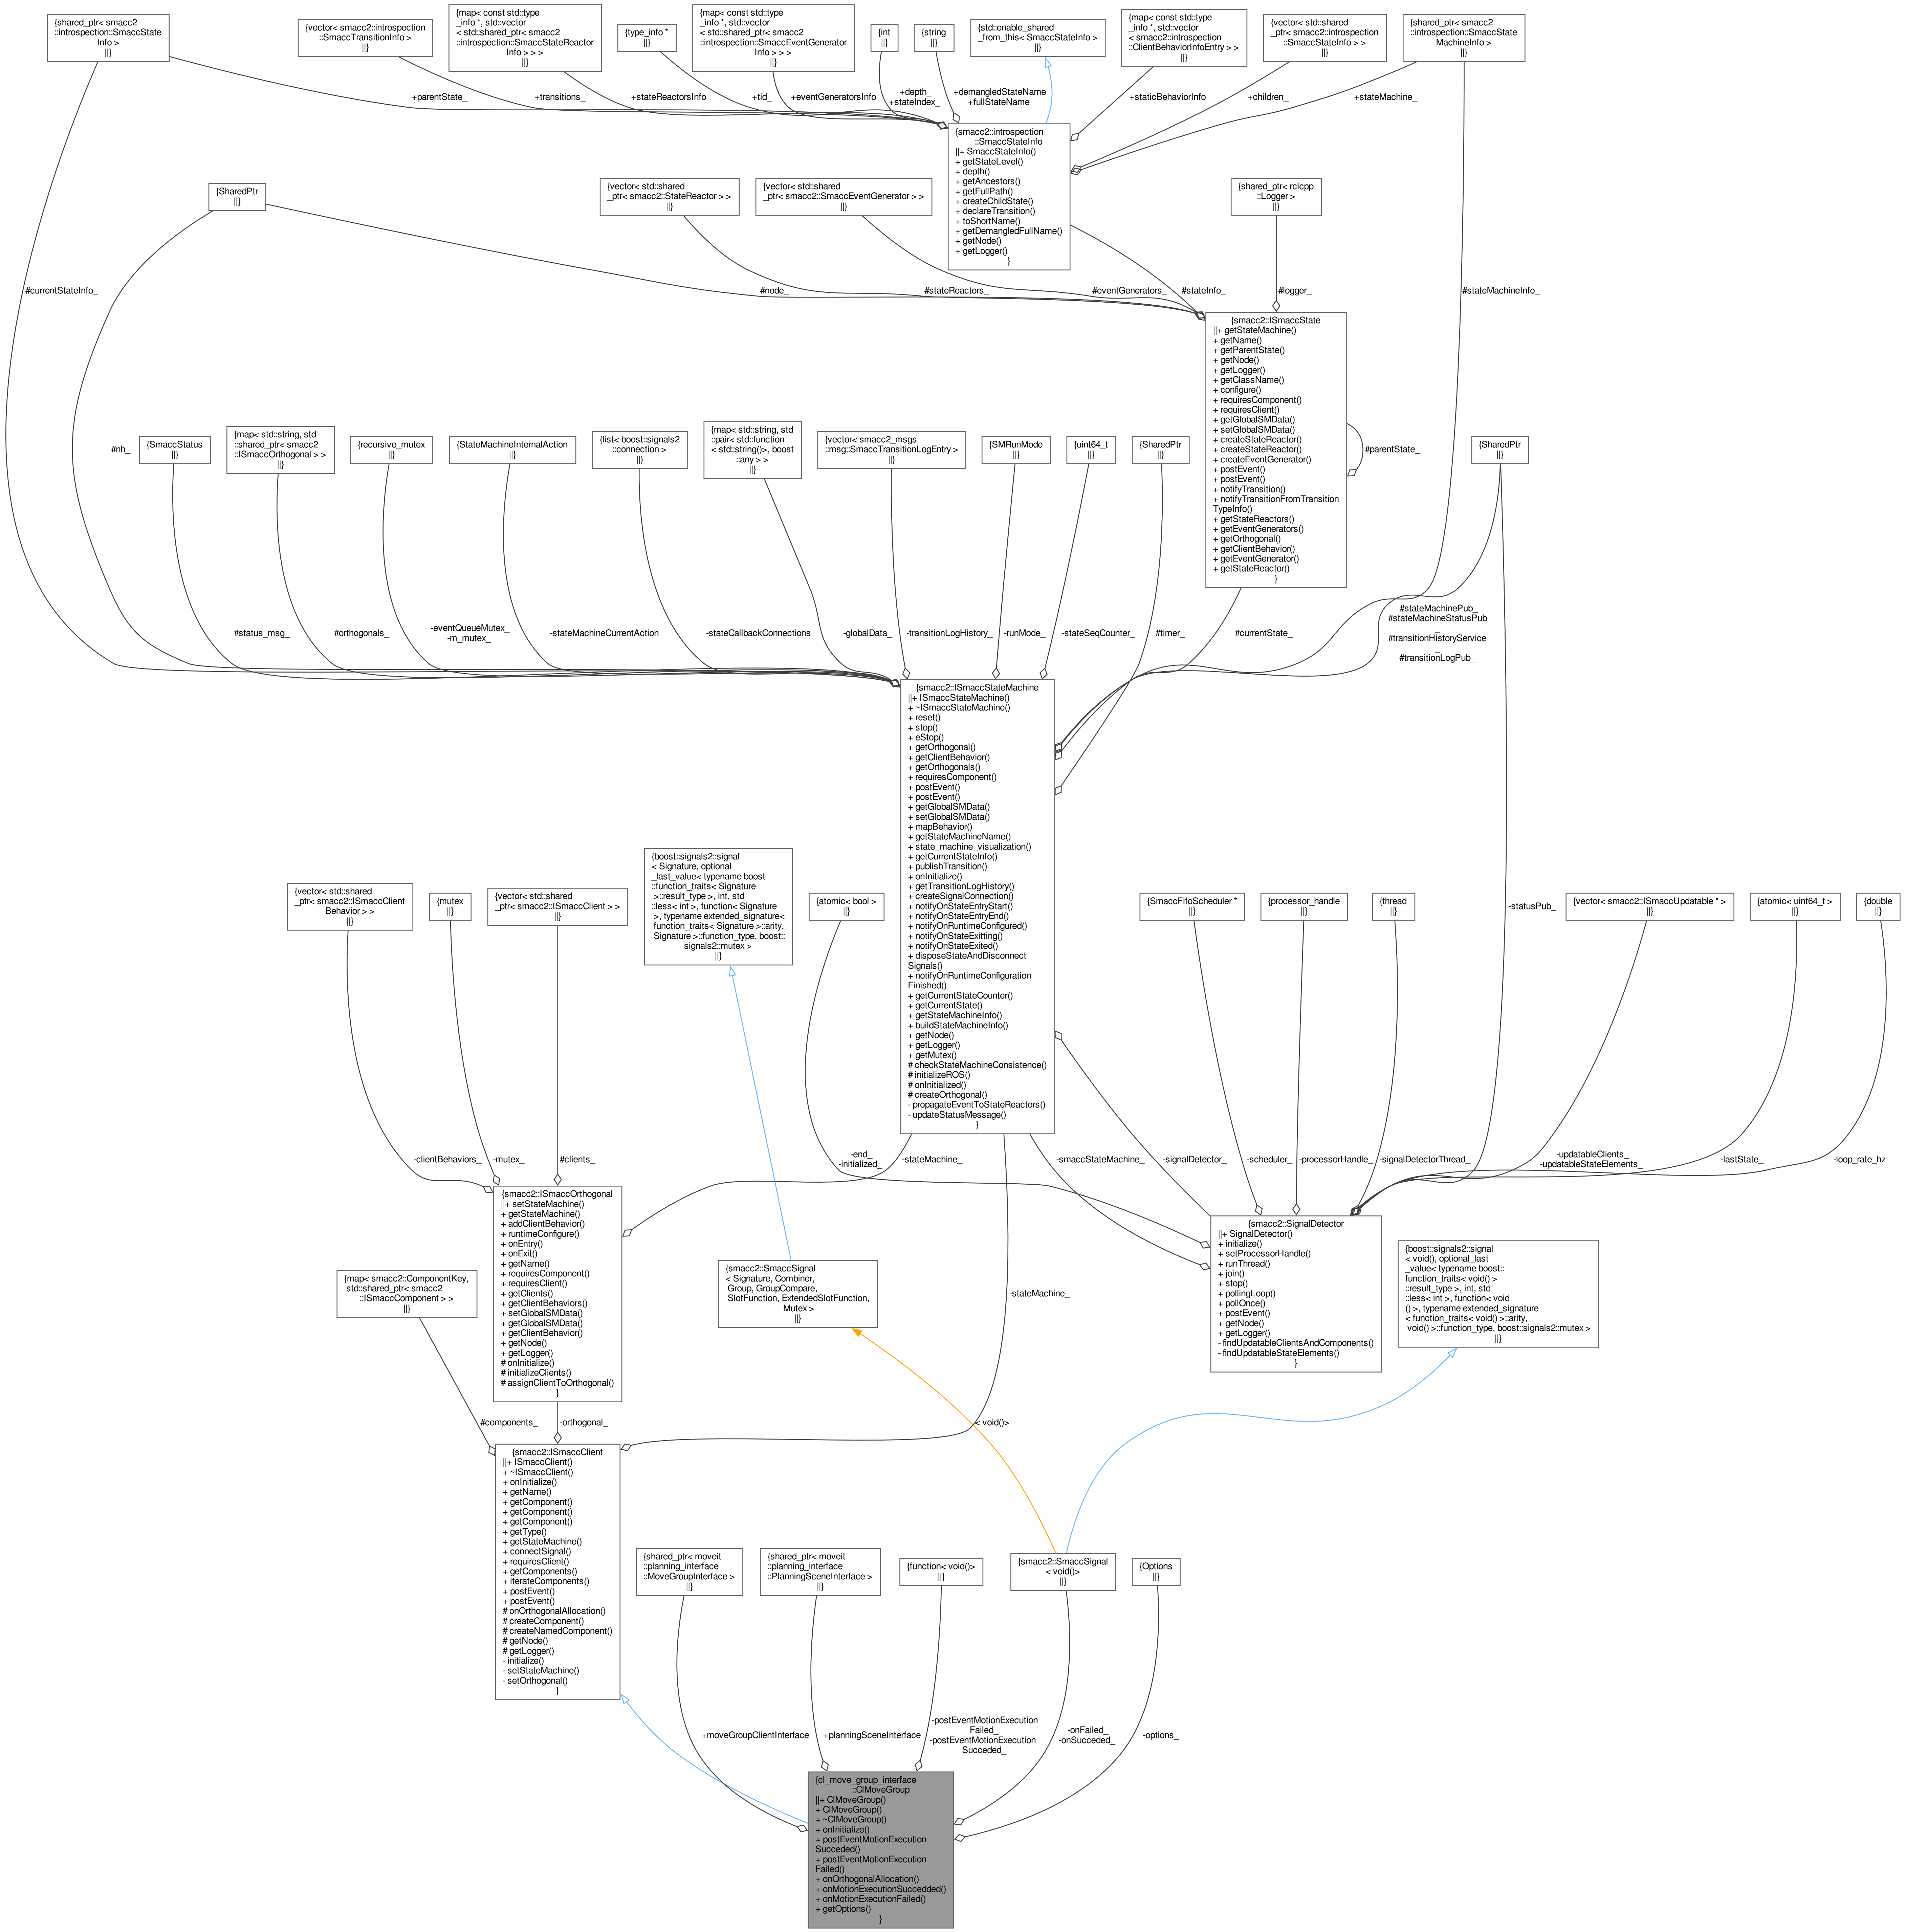 {shared_ptr< smacc2
::introspection::SmaccState
Info >
||}
{vector< smacc2::introspection
::SmaccTransitionInfo >
||}
{map< const std::type
_info *, std::vector
< std::shared_ptr< smacc2
::introspection::SmaccStateReactor
Info > > >
||}
{type_info *
||}
{map< const std::type
_info *, std::vector
< std::shared_ptr< smacc2
::introspection::SmaccEventGenerator
Info > > >
||}
{int
||}
{string
||}
{std::enable_shared
_from_this< SmaccStateInfo >
||}
{map< const std::type
_info *, std::vector
< smacc2::introspection
::ClientBehaviorInfoEntry > >
||}
{vector< std::shared
_ptr< smacc2::introspection
::SmaccStateInfo > >
||}
{shared_ptr< smacc2
::introspection::SmaccState
MachineInfo >
||}
+parentState_
+transitions_
+stateReactorsInfo
+tid_
+eventGeneratorsInfo
+depth_
+stateIndex_
+demangledStateName
+fullStateName
+staticBehaviorInfo
+children_
+stateMachine_
{smacc2::introspection
::SmaccStateInfo
||+ SmaccStateInfo()
+ getStateLevel()
+ depth()
+ getAncestors()
+ getFullPath()
+ createChildState()
+ declareTransition()
+ toShortName()
+ getDemangledFullName()
+ getNode()
+ getLogger()
}
{SharedPtr
||}
{vector< std::shared
_ptr< smacc2::StateReactor > >
||}
{vector< std::shared
_ptr< smacc2::SmaccEventGenerator > >
||}
{shared_ptr< rclcpp
::Logger >
||}
#currentStateInfo_
#node_
#stateReactors_
#eventGenerators_
#stateInfo_
#logger_
#stateMachineInfo_
{smacc2::ISmaccState
||+ getStateMachine()
+ getName()
+ getParentState()
+ getNode()
+ getLogger()
+ getClassName()
+ configure()
+ requiresComponent()
+ requiresClient()
+ getGlobalSMData()
+ setGlobalSMData()
+ createStateReactor()
+ createStateReactor()
+ createEventGenerator()
+ postEvent()
+ postEvent()
+ notifyTransition()
+ notifyTransitionFromTransition
TypeInfo()
+ getStateReactors()
+ getEventGenerators()
+ getOrthogonal()
+ getClientBehavior()
+ getEventGenerator()
+ getStateReactor()
}
#parentState_
#nh_
{SmaccStatus
||}
{map< std::string, std
::shared_ptr< smacc2
::ISmaccOrthogonal > >
||}
{recursive_mutex
||}
{StateMachineInternalAction
||}
{list< boost::signals2
::connection >
||}
{map< std::string, std
::pair< std::function
< std::string()>, boost
::any > >
||}
{vector< smacc2_msgs
::msg::SmaccTransitionLogEntry >
||}
{SMRunMode
||}
{uint64_t
||}
{SharedPtr
||}
{SharedPtr
||}
#status_msg_
#orthogonals_
-eventQueueMutex_
-m_mutex_
-stateMachineCurrentAction
-stateCallbackConnections
-globalData_
-transitionLogHistory_
-runMode_
-stateSeqCounter_
#timer_
#currentState_
#stateMachinePub_
#stateMachineStatusPub
_
#transitionHistoryService
_
#transitionLogPub_
{smacc2::ISmaccStateMachine
||+ ISmaccStateMachine()
+ ~ISmaccStateMachine()
+ reset()
+ stop()
+ eStop()
+ getOrthogonal()
+ getClientBehavior()
+ getOrthogonals()
+ requiresComponent()
+ postEvent()
+ postEvent()
+ getGlobalSMData()
+ setGlobalSMData()
+ mapBehavior()
+ getStateMachineName()
+ state_machine_visualization()
+ getCurrentStateInfo()
+ publishTransition()
+ onInitialize()
+ getTransitionLogHistory()
+ createSignalConnection()
+ notifyOnStateEntryStart()
+ notifyOnStateEntryEnd()
+ notifyOnRuntimeConfigured()
+ notifyOnStateExitting()
+ notifyOnStateExited()
+ disposeStateAndDisconnect
Signals()
+ notifyOnRuntimeConfiguration
Finished()
+ getCurrentStateCounter()
+ getCurrentState()
+ getStateMachineInfo()
+ buildStateMachineInfo()
+ getNode()
+ getLogger()
+ getMutex()
# checkStateMachineConsistence()
# initializeROS()
# onInitialized()
# createOrthogonal()
- propagateEventToStateReactors()
- updateStatusMessage()
}
{vector< std::shared
_ptr< smacc2::ISmaccClient
Behavior > >
||}
{mutex
||}
{vector< std::shared
_ptr< smacc2::ISmaccClient > >
||}
{boost::signals2::signal
< Signature, optional
_last_value< typename boost
::function_traits< Signature
>::result_type >, int, std
::less< int >, function< Signature
>, typename extended_signature<
function_traits< Signature >::arity,
Signature >::function_type, boost::
signals2::mutex >
||}
{atomic< bool >
||}
{SmaccFifoScheduler *
||}
{processor_handle
||}
{thread
||}
-statusPub_
{vector< smacc2::ISmaccUpdatable * >
||}
{atomic< uint64_t >
||}
{double
||}
-clientBehaviors_
-mutex_
#clients_
-end_
-initialized_
-stateMachine_
-smaccStateMachine_
-signalDetector_
-scheduler_
-processorHandle_
-signalDetectorThread_
-updatableClients_
-updatableStateElements_
-lastState_
-loop_rate_hz
{smacc2::ISmaccOrthogonal
||+ setStateMachine()
+ getStateMachine()
+ addClientBehavior()
+ runtimeConfigure()
+ onEntry()
+ onExit()
+ getName()
+ requiresComponent()
+ requiresClient()
+ getClients()
+ getClientBehaviors()
+ setGlobalSMData()
+ getGlobalSMData()
+ getClientBehavior()
+ getNode()
+ getLogger()
# onInitialize()
# initializeClients()
# assignClientToOrthogonal()
}
{smacc2::SignalDetector
||+ SignalDetector()
+ initialize()
+ setProcessorHandle()
+ runThread()
+ join()
+ stop()
+ pollingLoop()
+ pollOnce()
+ postEvent()
+ getNode()
+ getLogger()
- findUpdatableClientsAndComponents()
- findUpdatableStateElements()
}
{map< smacc2::ComponentKey,
std::shared_ptr< smacc2
::ISmaccComponent > >
||}
{smacc2::SmaccSignal
< Signature, Combiner,
Group, GroupCompare,
SlotFunction, ExtendedSlotFunction,
Mutex >
||}
-stateMachine_
{boost::signals2::signal
< void(), optional_last
_value< typename boost::
function_traits< void() >
::result_type >, int, std
::less< int >, function< void
() >, typename extended_signature
< function_traits< void() >::arity,
void() >::function_type, boost::signals2::mutex >
||}
#components_
-orthogonal_
< void()>
{smacc2::ISmaccClient
||+ ISmaccClient()
+ ~ISmaccClient()
+ onInitialize()
+ getName()
+ getComponent()
+ getComponent()
+ getComponent()
+ getType()
+ getStateMachine()
+ connectSignal()
+ requiresClient()
+ getComponents()
+ iterateComponents()
+ postEvent()
+ postEvent()
# onOrthogonalAllocation()
# createComponent()
# createNamedComponent()
# getNode()
# getLogger()
- initialize()
- setStateMachine()
- setOrthogonal()
}
{shared_ptr< moveit
::planning_interface
::MoveGroupInterface >
||}
{shared_ptr< moveit
::planning_interface
::PlanningSceneInterface >
||}
{function< void()>
||}
{smacc2::SmaccSignal
< void()>
||}
{Options
||}
+moveGroupClientInterface
+planningSceneInterface
-postEventMotionExecution
Failed_
-postEventMotionExecution
Succeded_
-onFailed_
-onSucceded_
-options_
{cl_move_group_interface
::ClMoveGroup
||+ ClMoveGroup()
+ ClMoveGroup()
+ ~ClMoveGroup()
+ onInitialize()
+ postEventMotionExecution
Succeded()
+ postEventMotionExecution
Failed()
+ onOrthogonalAllocation()
+ onMotionExecutionSuccedded()
+ onMotionExecutionFailed()
+ getOptions()
}